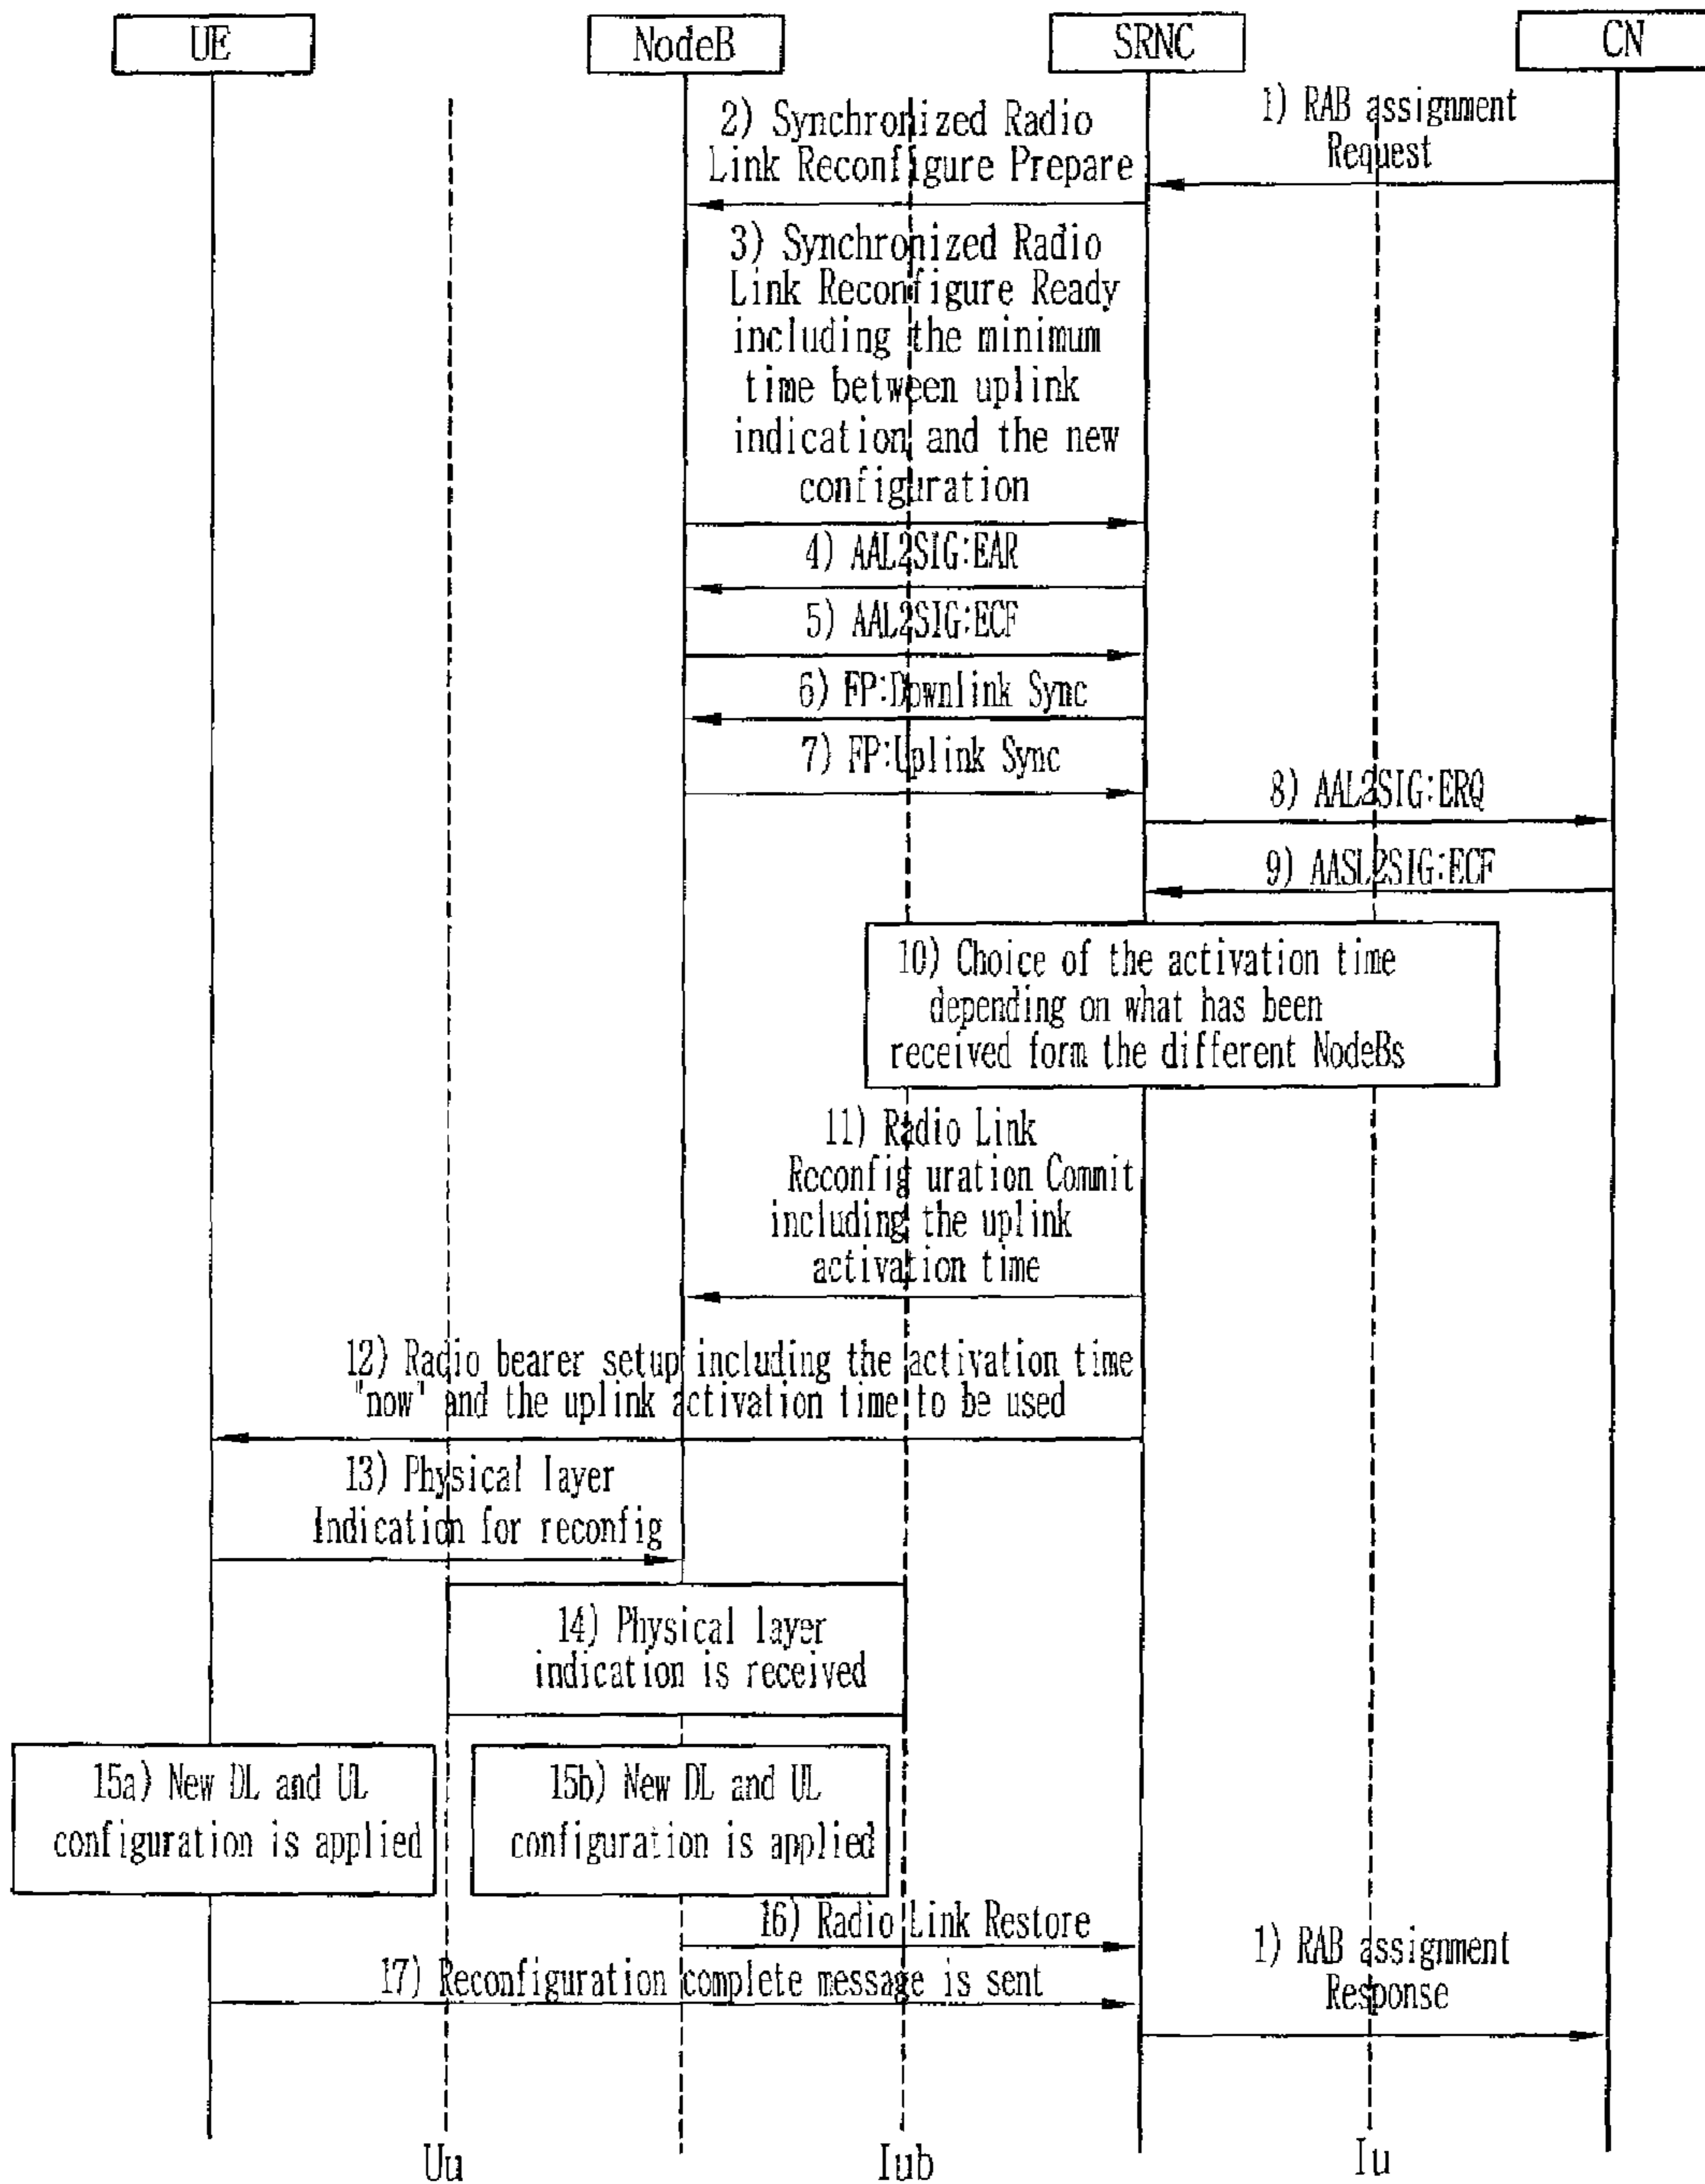 UE
NodeB
SRNC
CN
1) RAB assignment
Request
2) Synchronized Radio
Link Reconfigure Prepare
3) Synchronized Radio
Link Reconfigure Ready
including the minimum
time between uplink
indication and the new
configuration
4) AAL2SIG:EAR
5) AAL2SIG:ECF
6) FP:Downlink Sync
7) FP:Uplink Sync
8) AAL2SIG:ERQ
9) AASL2SIG:ECF
10) Choice of the activation time
depending on what has been
received form the different NodeBs
11) Radio Link
Reconfig uration Commit
including the uplink
activation time
12) Radio bearer setup including the activation time
"now" and the uplink activation time to be used
13) Physical layer
Indication for reconfig
14) Physical layer
indication is received
15a) New DL and UL
configuration is applied
15b) New DL and UL
configuration is applied
16) Radio Link Restore
17) Reconfiguration complete message is sent
1) RAB assignment
Response
Uu
Iub
Iu